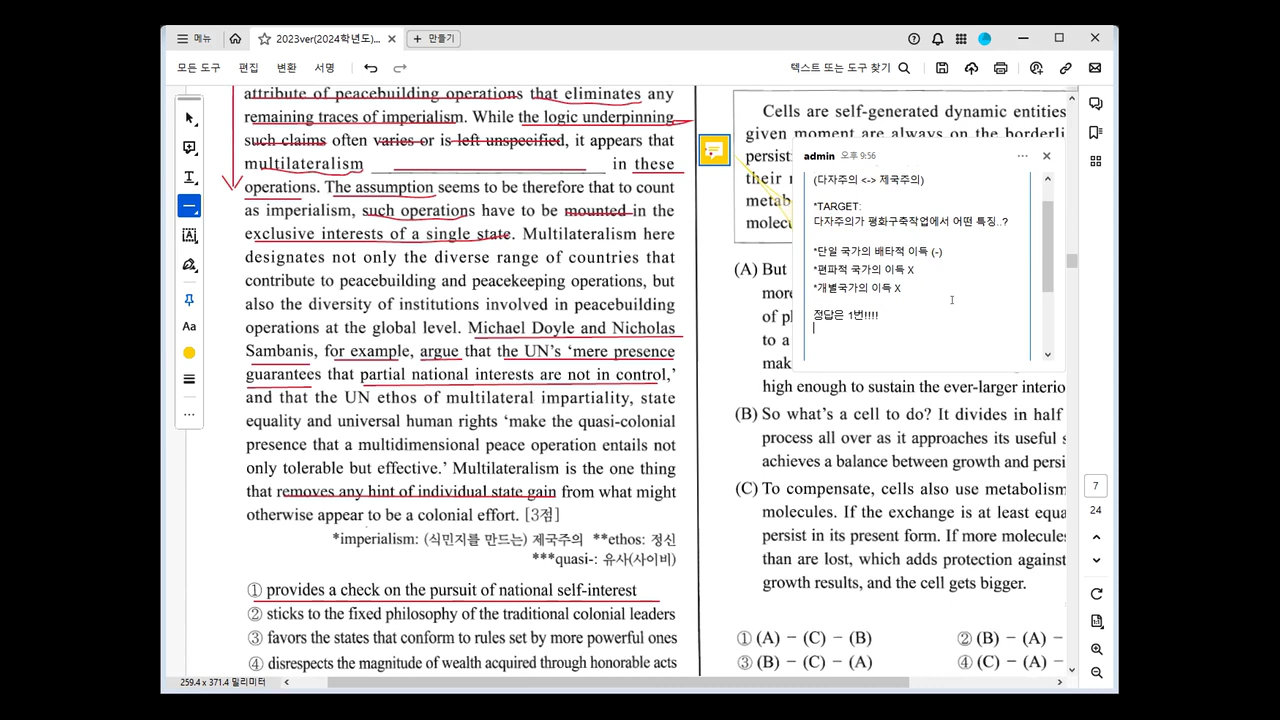 메뉴
2023ver(2024학년도)...
+ 만들기
모든 도구
편집
변환
서명
텍스트 또는 도구 찾기
attribute of peacebuilding operations that eliminates any
remaining traces of imperialism. While the logic underpinning
such claims often varies or is left unspecified, it appears that
multilateralism ____________________ in these
operations. The assumption seems to be therefore that to count
as imperialism, such operations have to be mounted in the
exclusive interests of a single state. Multilateralism here
designates not only the diverse range of countries that
contribute to peacebuilding and peacekeeping operations, but
also the diversity of institutions involved in peacebuilding
operations at the global level. Michael Doyle and Nicholas
Sambanis, for example, argue that the UN's 'mere presence
guarantees that partial national interests are not in control,'
and that the UN ethos of multilateral impartiality, state
equality and universal human rights 'make the quasi-colonial
presence that a multidimensional peace operation entails not
only tolerable but effective.' Multilateralism is the one thing
that removes any hint of individual state gain from what might
otherwise appear to be a colonial effort. [3점]
*imperialism: (식민지를 만드는) 제국주의 **ethos: 정신
***quasi-: 유사(사이비)
① provides a check on the pursuit of national self-interest
② sticks to the fixed philosophy of the traditional colonial leaders
③ favors the states that conform to rules set by more powerful ones
④ disrespects the magnitude of wealth acquired through honorable acts
Cells are self-generated dynamic entities
given moment are always on the borderli
persist
their
metab
molecu
admin 오후 9:56
(다자주의 <-> 제국주의)
*TARGET:
다자주의가 평화구축작업에서 어떤 특징..?
*단일 국가의 배타적 이득 (-)
*편파적 국가의 이득 X
*개별국가의 이득 X
정답은 1번!!!!
(A) But
more
of p
to a
mak
high enough to sustain the ever-larger interio
(B) So what's a cell to do? It divides in half
process all over as it approaches its useful s
achieves a balance between growth and persi
(C) To compensate, cells also use metabolism
molecules. If the exchange is at least equa
persist in its present form. If more molecules
than are lost, which adds protection against
growth results, and the cell gets bigger.
① (A) − (C) − (B)
② (B) − (A) −
③ (B) − (C) − (A)
④ (C) − (A) −
Aa
7
24
259.4 x 371.4 밀리미터